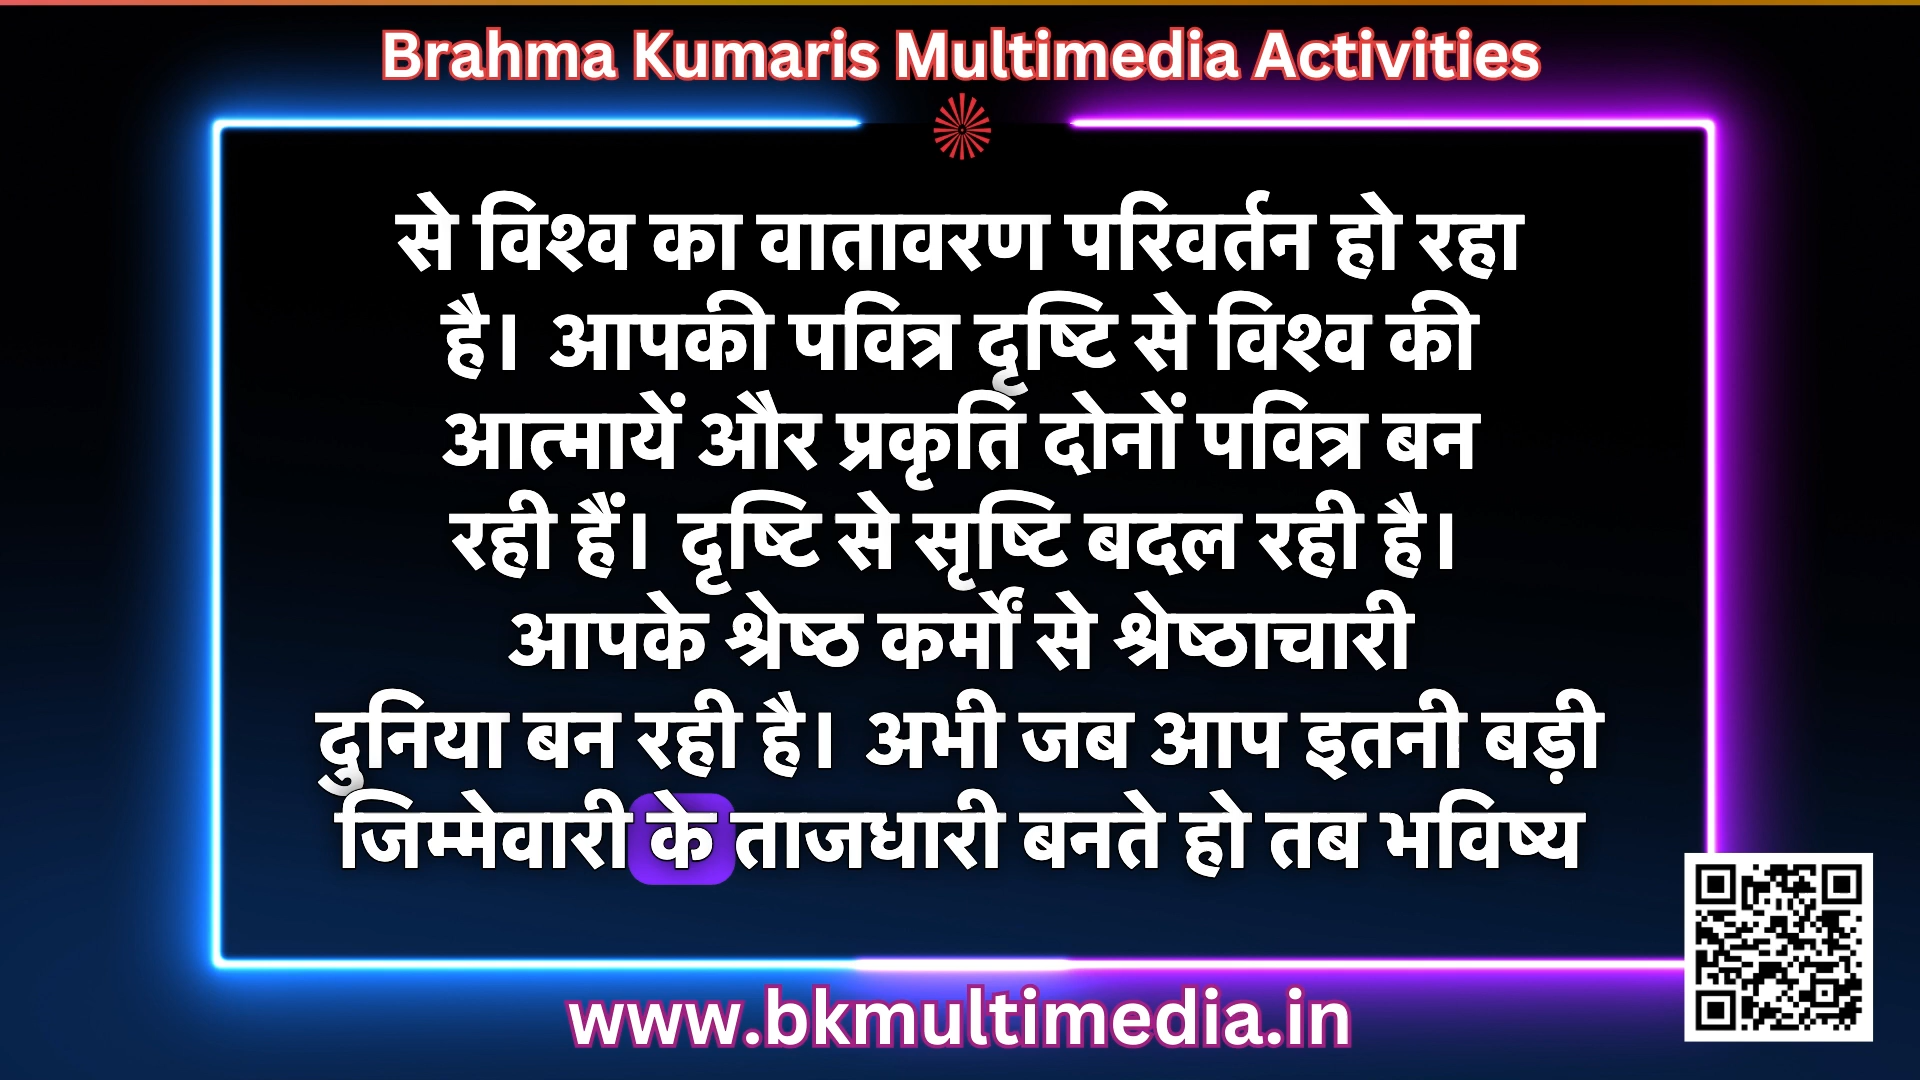 Brahma Kumaris Multimedia Activities
से विश्व का वातावरण परिवर्तन हो रहा
है। आपकी पवित्र दृष्टि से विश्व की
आत्मायें और प्रकृति दोनों पवित्र बन
रही हैं। दृष्टि से सृष्टि बदल रही है।
आपके श्रेष्ठ कर्मों से श्रेष्ठाचारी
दुनिया बन रही है। अभी जब आप इतनी बड़ी
जिम्मेवारी के ताजधारी बनते हो तब भविष्य
www.bkmultimedia.in